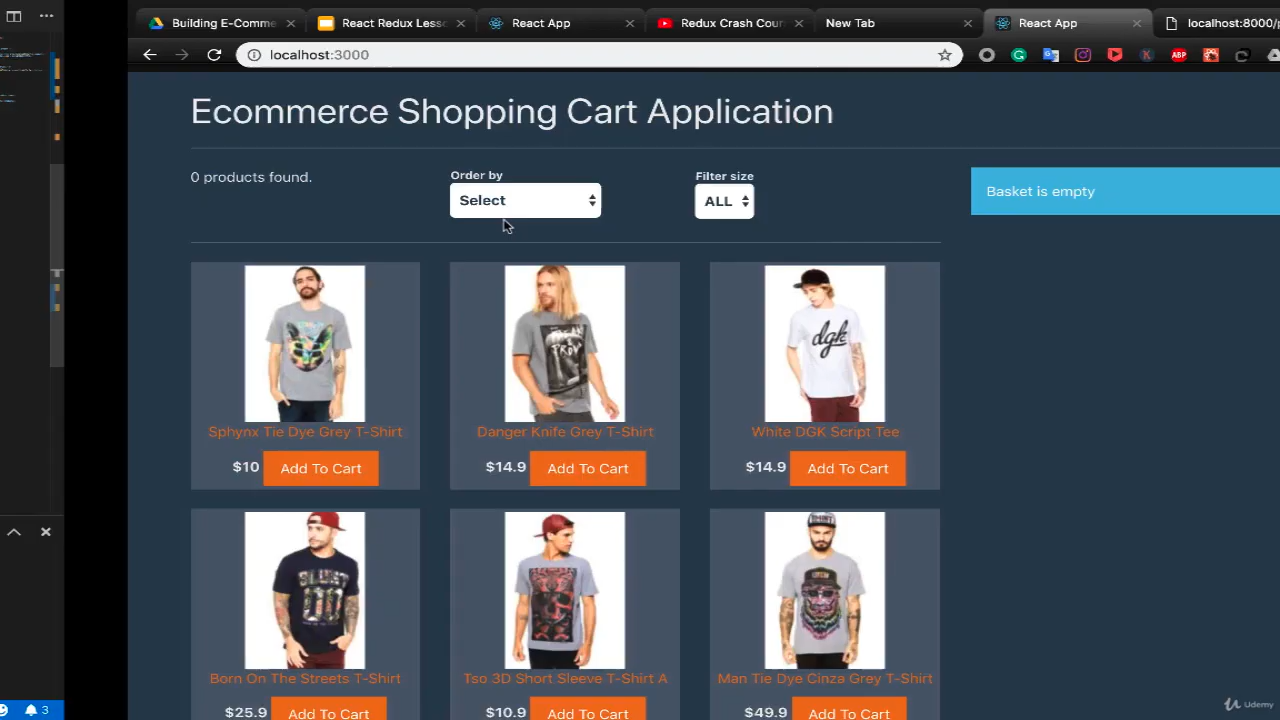 Building E-Comme
React Redux Less
React App
Redux Crash Cour
New Tab
React App
localhost:8000/p
localhost:3000
ABP
Ecommerce Shopping Cart Application
0 products found.
Order by
Select
Filter size
ALL
Basket is empty
dgk
Sphynx Tie Dye Grey T-Shirt
Danger Knife Grey T-Shirt
White DGK Script Tee
$10 Add To Cart
$14.9 Add To Cart
$14.9 Add To Cart
Born On The Streets T-Shirt
Tso 3D Short Sleeve T-Shirt A
Man Tie Dye Cinza Grey T-Shirt
$25.9 Add To Cart
$10.9 Add To Cart
$49.9 Add To Cart
3
Udemy